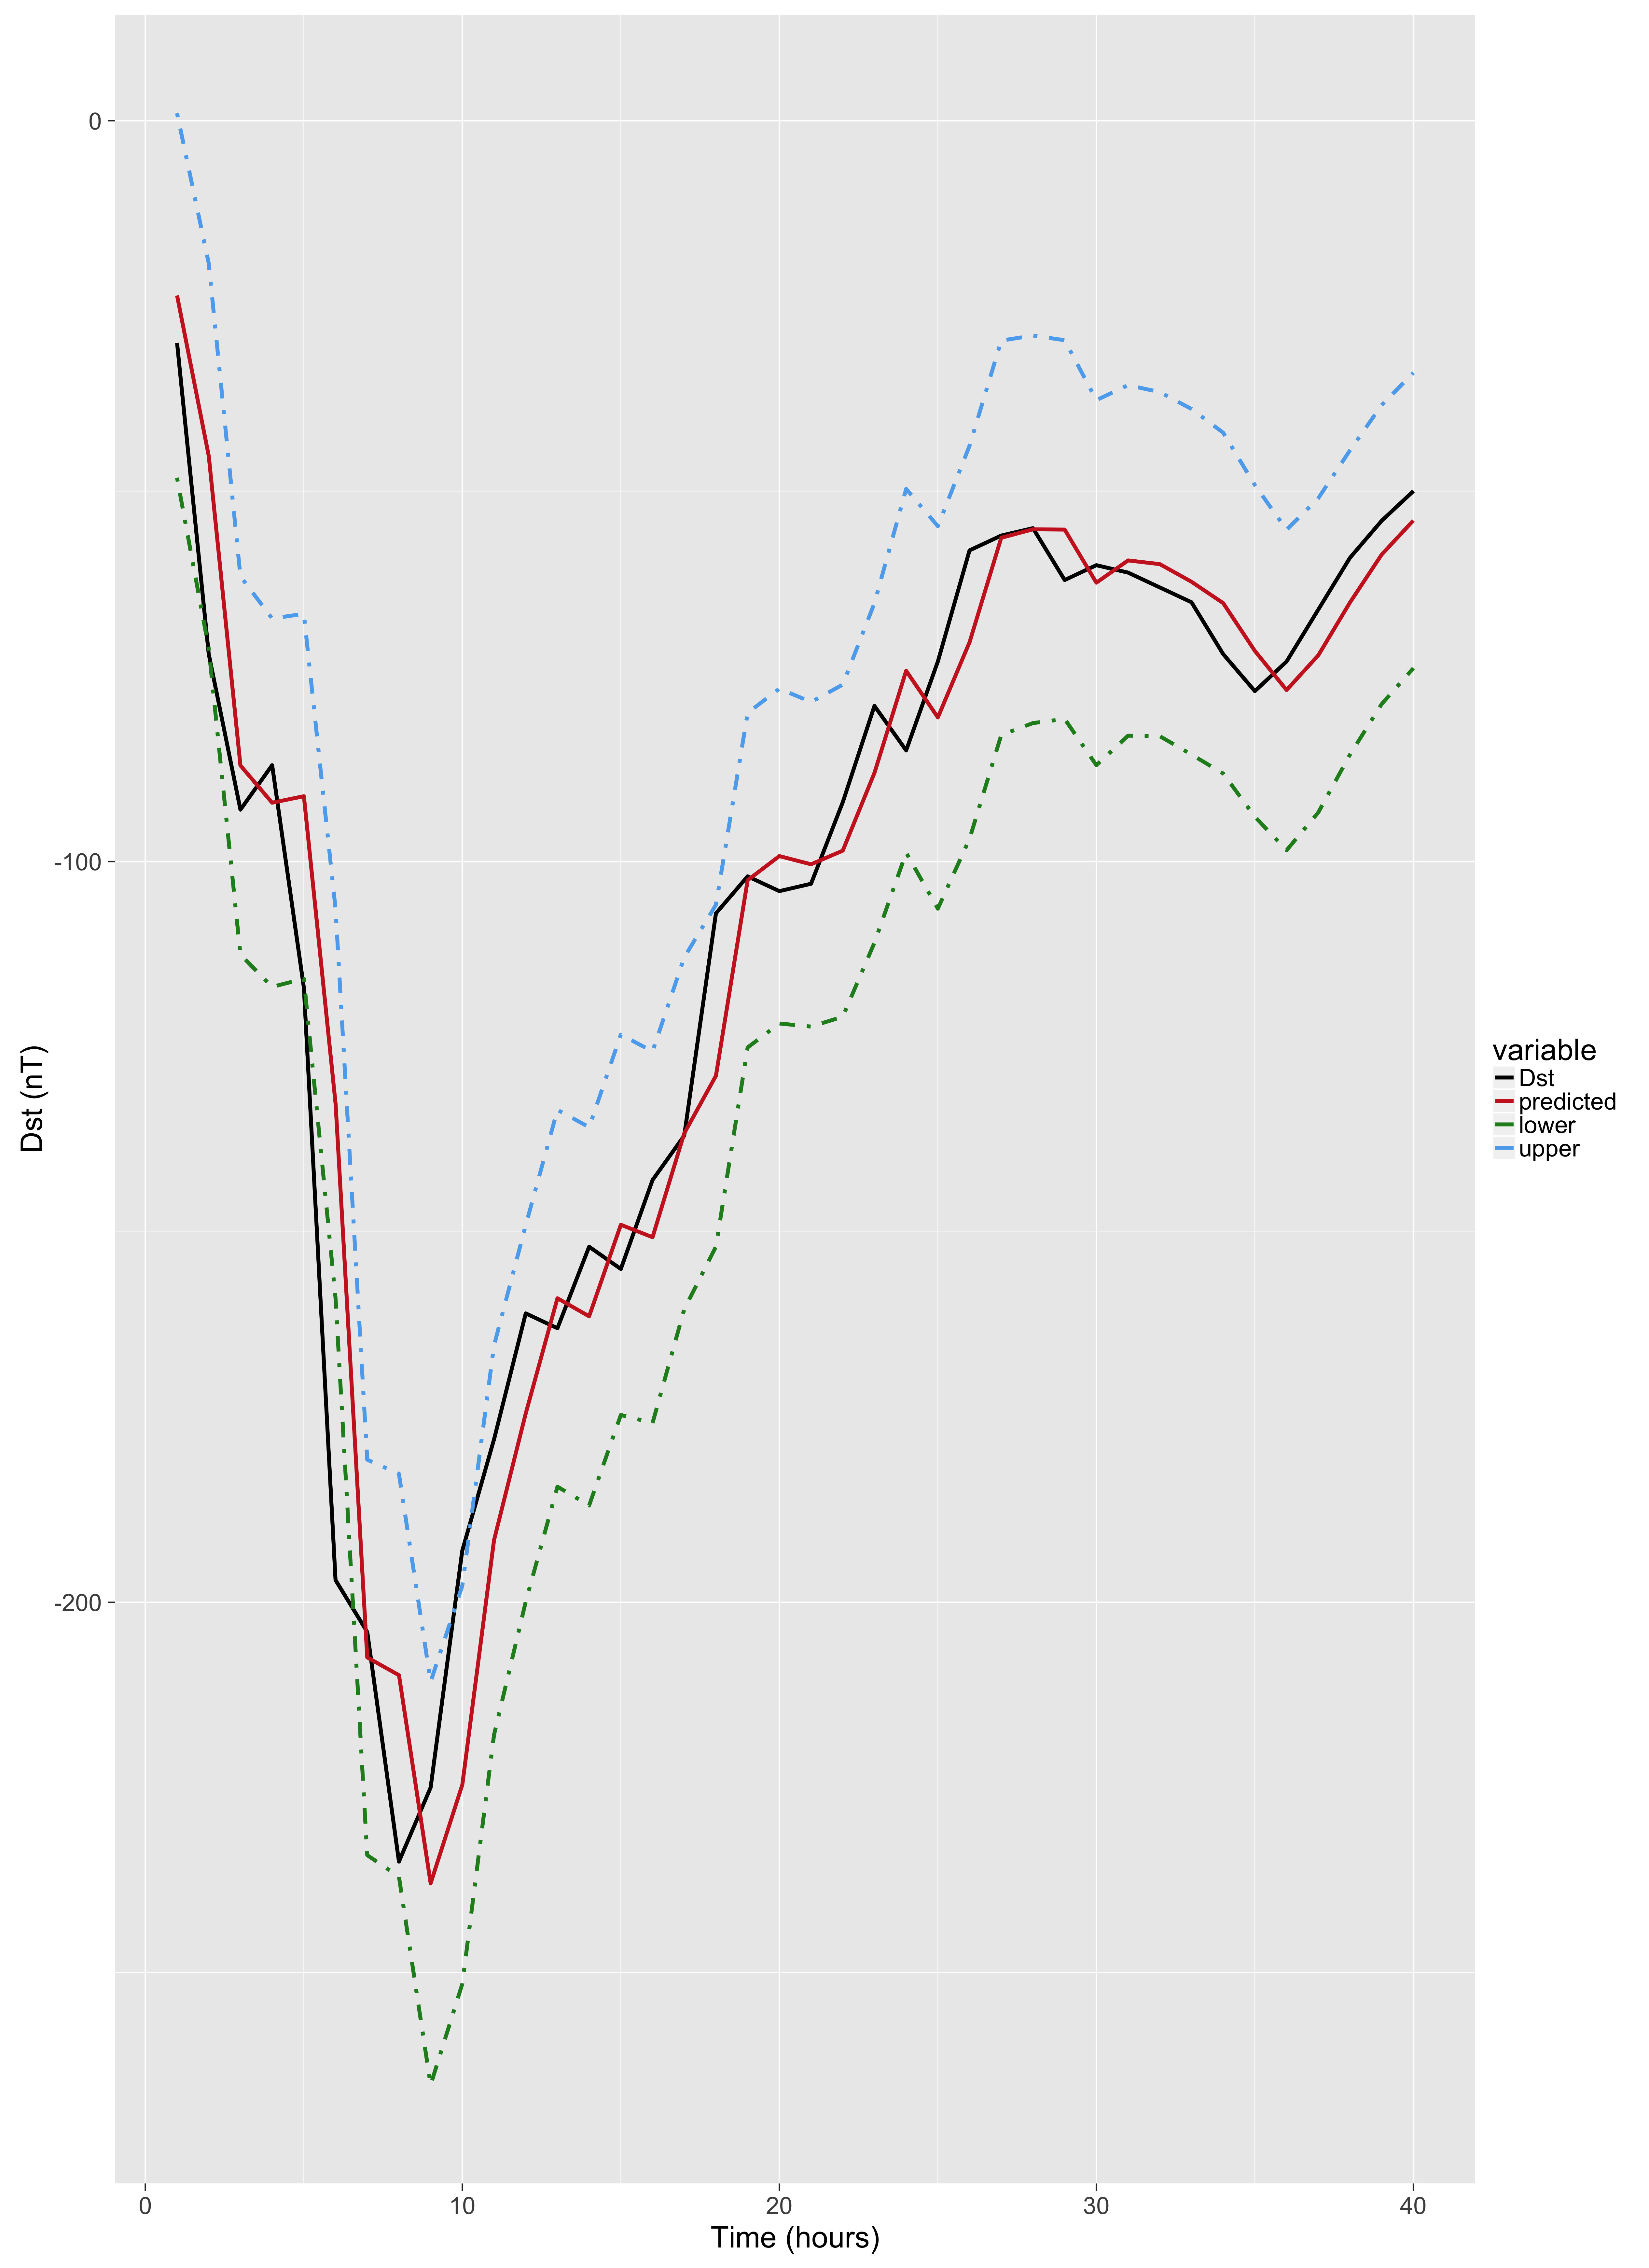 0
-100
-200
Dst (nT)
0
10
20
30
40
Time (hours)
variable
Dst
predicted
lower
upper